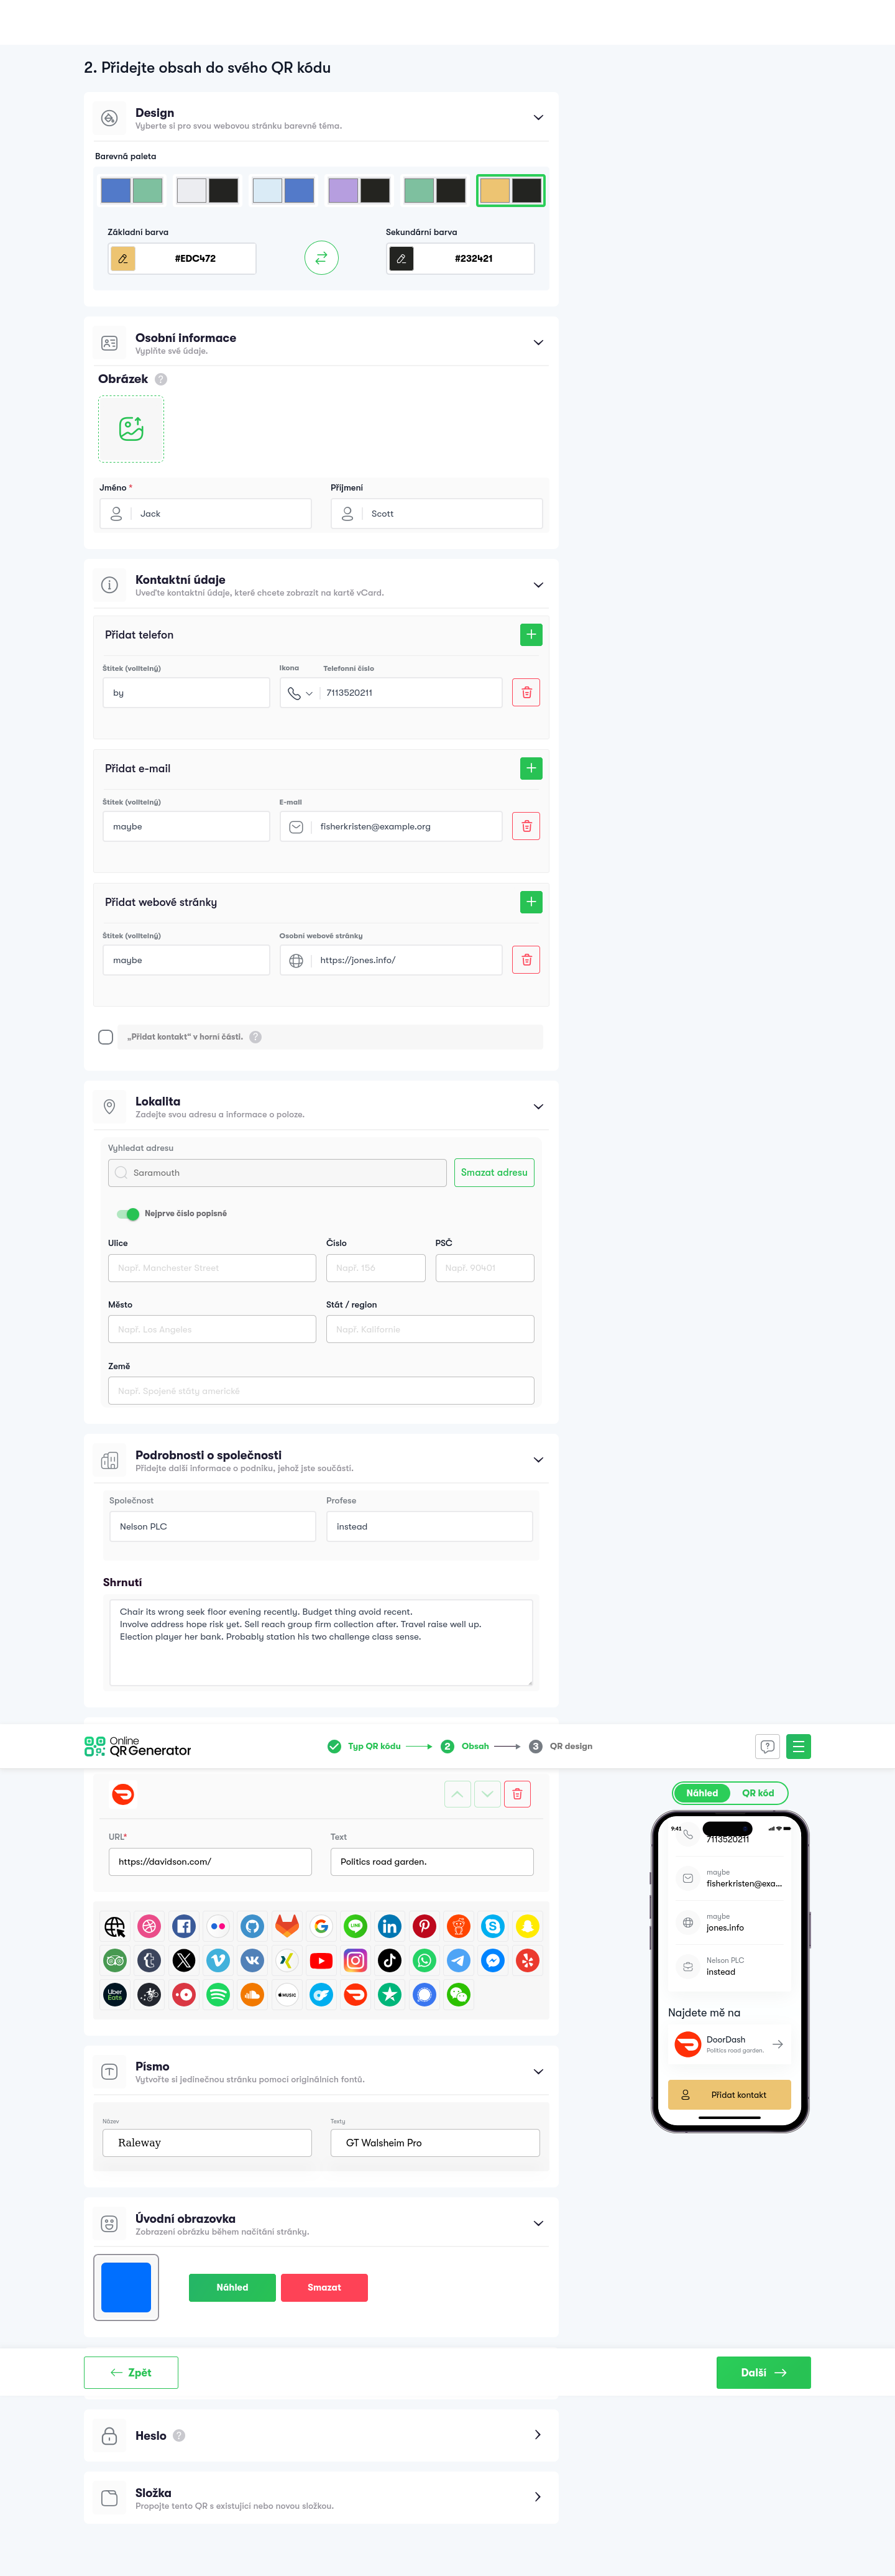 2. Přidejte obsah do svého QR kódu
Design
Vyberte si pro svou webovou stránku barevné téma.
Barevná paleta
Základní barva
Sekundární barva
#EDC472
#232421
Osobní informace
Vyplňte své údaje.
Obrázek ?
Jméno *
Příjmení
Jack
Scott
Kontaktní údaje
Uveďte kontaktní údaje, které chcete zobrazit na kartě vCard.
Přidat telefon
Štítek (volitelný)
Ikona
Telefonní číslo
by
7113520211
Přidat e-mail
Štítek (volitelný)
E-mail
maybe
fisherkristen@example.org
Přidat webové stránky
Štítek (volitelný)
Osobní webové stránky
maybe
https://jones.info/
„Přidat kontakt“ v horní části. ?
Lokalita
Zadejte svou adresu a informace o poloze.
Vyhledat adresu
Saramouth
Smazat adresu
Nejprve číslo popisné
Ulice
Číslo
PSČ
Např. Manchester Street
Např. 156
Např. 90401
Město
Stát / region
Např. Los Angeles
Např. Kalifornie
Země
Např. Spojené státy americké
Podrobnosti o společnosti
Přidejte další informace o podniku, jehož jste součástí.
Společnost
Profese
Nelson PLC
instead
Shrnutí
Chair its wrong seek floor evening recently. Budget thing avoid recent.
Involve address hope risk yet. Sell reach group firm collection after. Travel raise well up.
Election player her bank. Probably station his two challenge class sense.
Online
QR Generator
Typ QR kódu
2 Obsah
3 QR design
Náhled
QR kód
URL*
Text
https://davidson.com/
Politics road garden.
9:41
7113520211
maybe
fisherkristen@exa...
maybe
jones.info
Nelson PLC
instead
Najdete mě na
DoorDash
Politics road garden.
Přidat kontakt
LINE
Uber
Eats
MUSIC
Písmo
Vytvořte si jedinečnou stránku pomocí originálních fontů.
Název
Texty
Raleway
GT Walsheim Pro
Úvodní obrazovka
Zobrazení obrázku během načítání stránky.
Náhled
Smazat
Zpět
Další
Heslo ?
Složka
Propojte tento QR s existující nebo novou složkou.